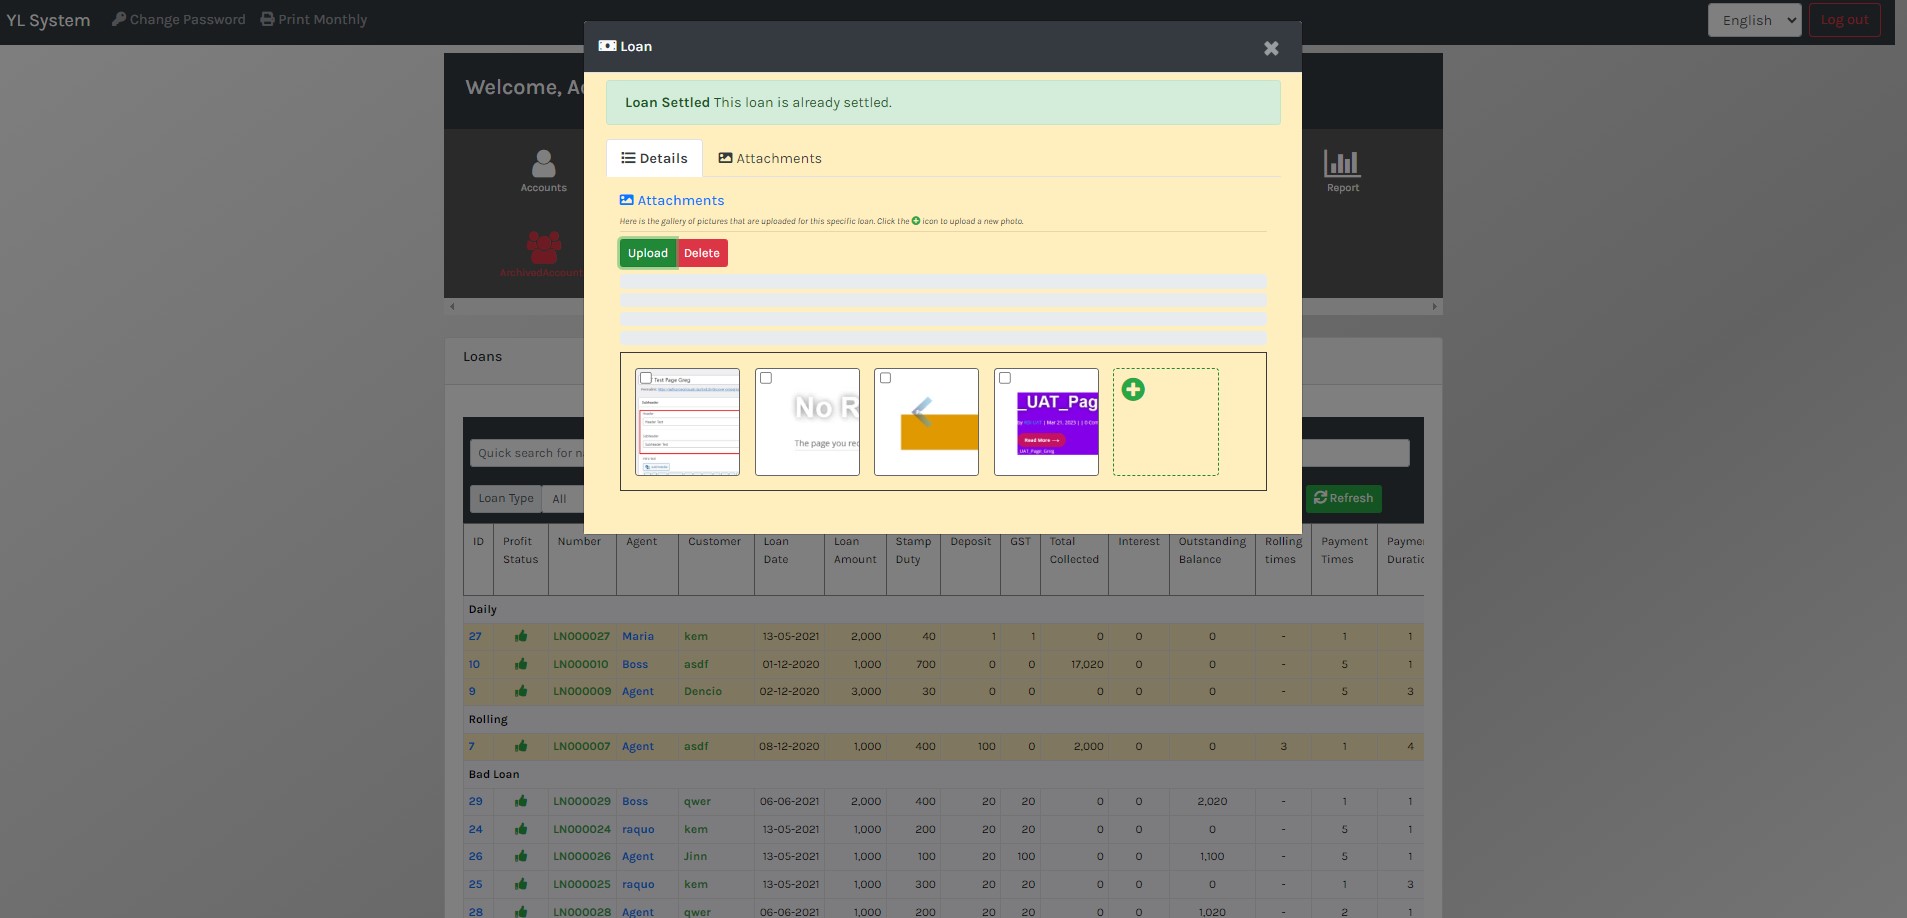 YL System Change Password Print Monthly English Log out
Loan
Welcome, Ac
Loan Settled This loan is already settled.
Details Attachments
Accounts
Report
Attachments
Here is the gallery of pictures that are uploaded for this specific loan. Click the icon to upload a new photo.
Upload Delete
ArchivedAccount
Loans
Test Page Greg
No R
The page you rec
_UAT_Pag
| Mar 21, 2023 | 0 Com
Read More
UAT_Page, Greg
Quick search for n
Loan Type All
Refresh
ID Profit Status Number Agent Customer Loan Date Loan Amount Stamp Duty Deposit GST Total Collected Interest Outstanding Balance Rolling times Payment Times Payme Duratic
Daily
27 LN000027 Maria kem 13-05-2021 2,000 40 1 1 0 0 0 - 1 1
10 LN000010 Boss asdf 01-12-2020 1,000 700 0 0 17,020 0 0 - 5 1
9 LN000009 Agent Dencio 02-12-2020 3,000 30 0 0 0 0 0 - 5 3
Rolling
7 LN000007 Agent asdf 08-12-2020 1,000 400 100 0 2,000 0 0 3 1 4
Bad Loan
29 LN000029 Boss qwer 06-06-2021 2,000 400 20 20 0 0 2,020 - 1 1
24 LN000024 raquo kem 13-05-2021 1,000 200 20 20 0 0 0 - 5 1
26 LN000026 Agent Jinn 13-05-2021 1,000 100 20 100 0 0 1,100 - 5 1
25 LN000025 raquo kem 13-05-2021 1,000 300 20 20 0 0 0 - 1 3
28 LN000028 Agent qwer 06-06-2021 1,000 200 20 20 0 0 1,020 - 2 1